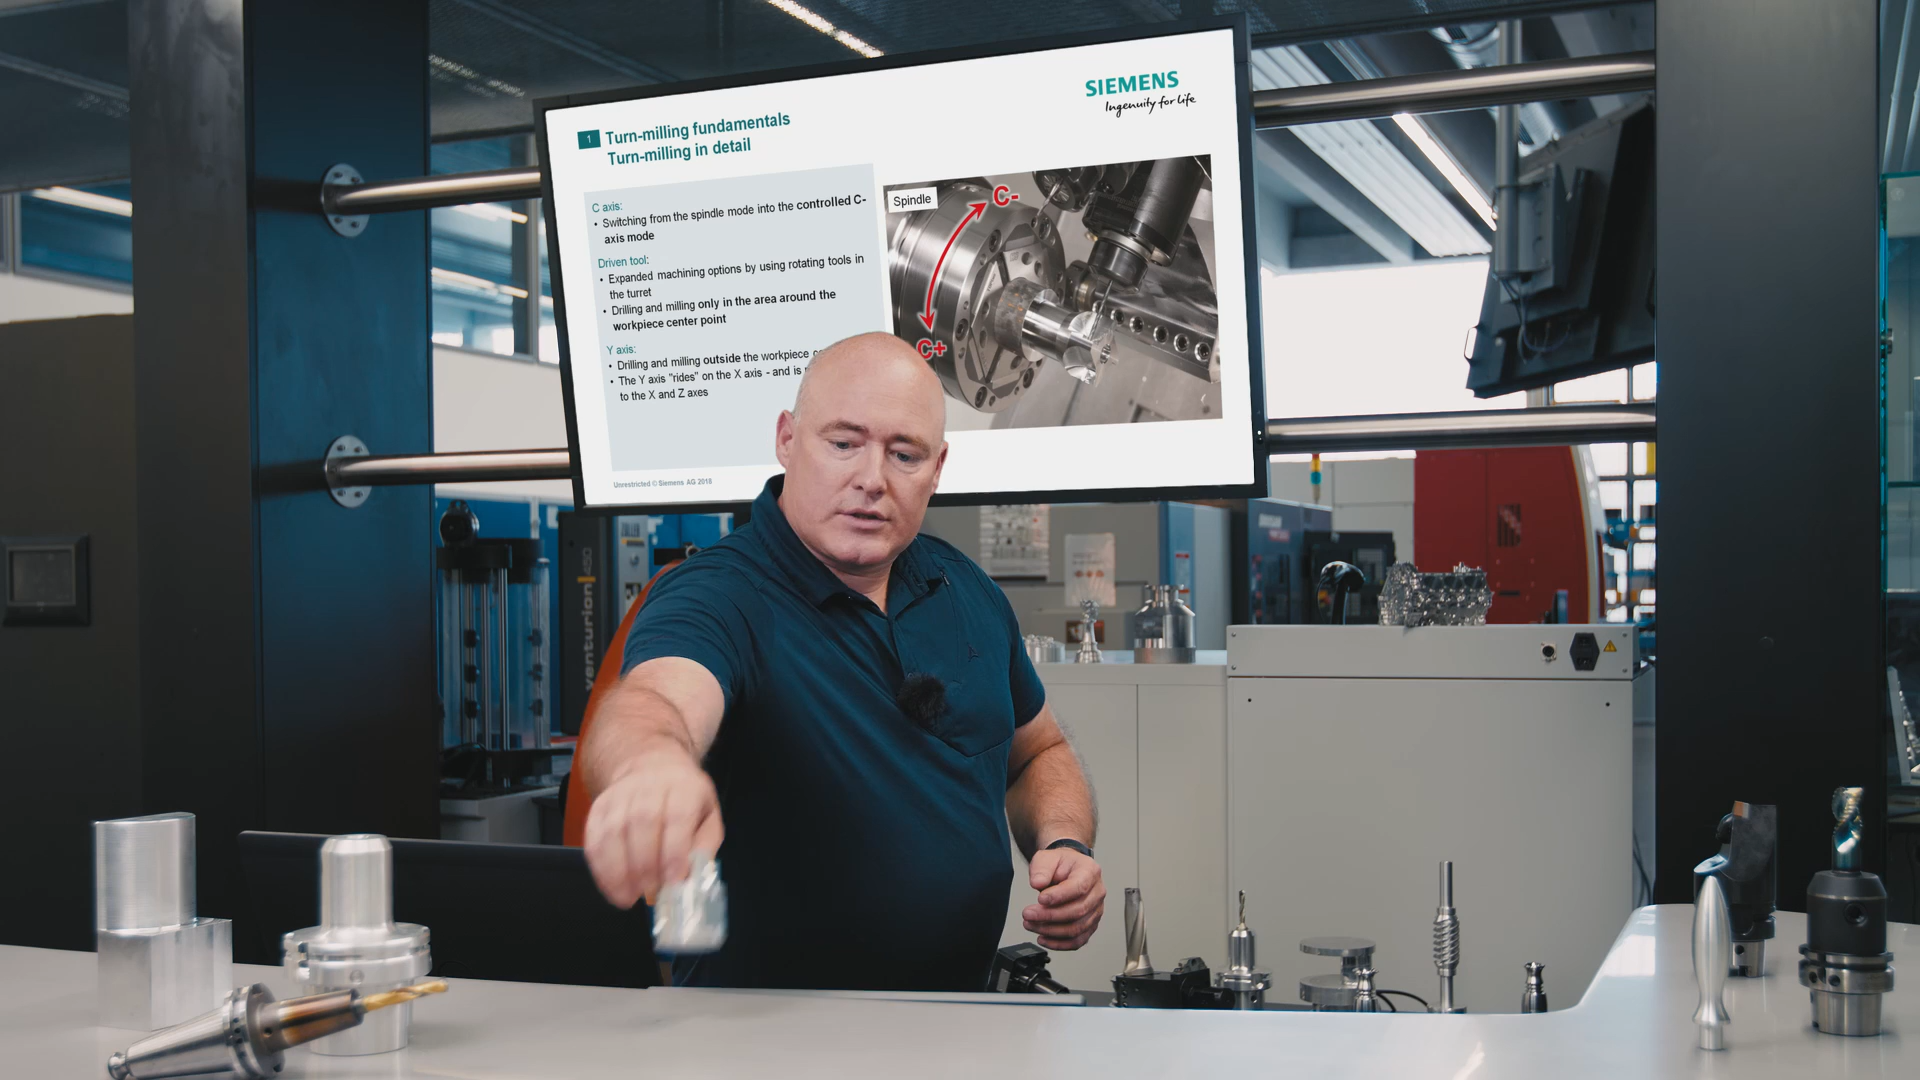 SIEMENS
Ingenuity for life
1 Turn-milling fundamentals
Turn-milling in detail
C axis:
• Switching from the spindle mode into the controlled C-
axis mode
Driven tool:
• Expanded machining options by using rotating tools in
the turret
• Drilling and milling only in the area around the
workpiece center point
Y axis:
• Drilling and milling outside the workpiece
• The Y axis "rides" on the X axis - and is
to the X and Z axes
Unrestricted © Siemens AG 2018
Spindle
C-
C+
venturion 450